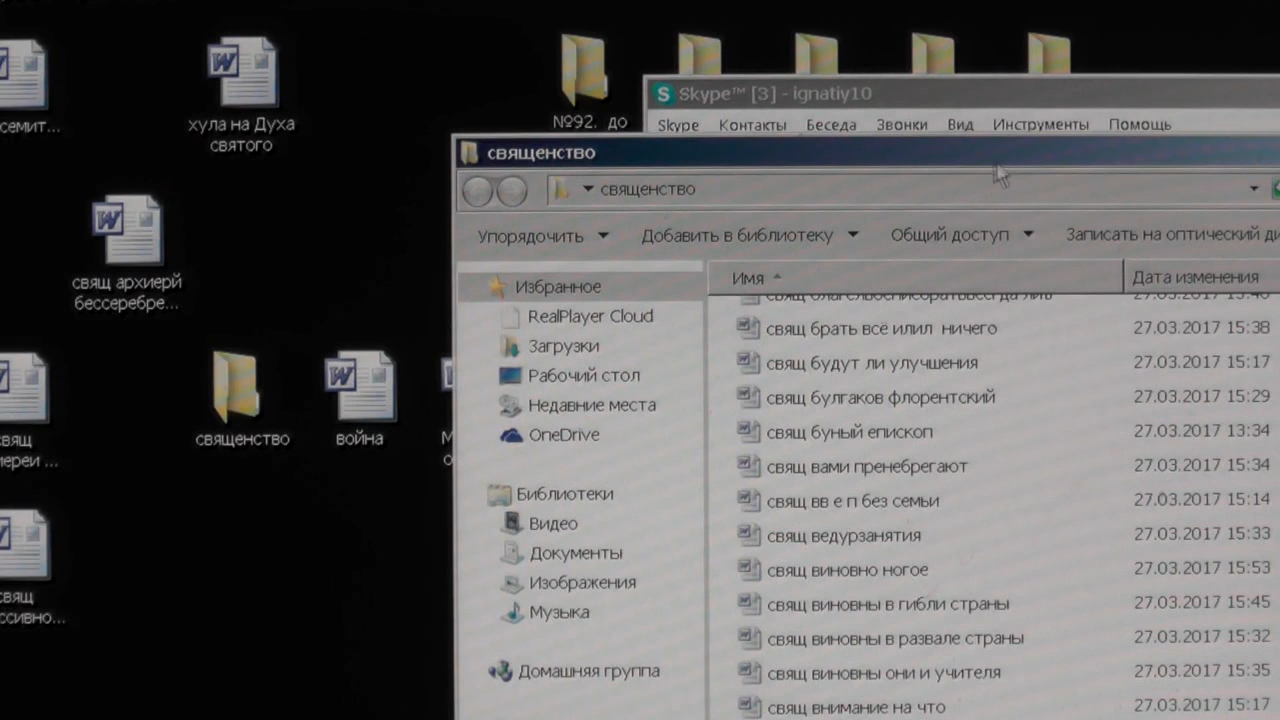 семит...
хула на Духа
святого
свящ архиерй
бессеребре...
свящ
иереи ...
священство
война
свящ
ссивно...
№92. до
Skype™ [3] - ignatiy10
Skype Контакты Беседа Звонки Вид Инструменты Помощь
священство
священство
Упорядочить Добавить в библиотеку Общий доступ Записать на оптический ди
Избранное
RealPlayer Cloud
Загрузки
Рабочий стол
Недавние места
OneDrive
Библиотеки
Видео
Документы
Изображения
Музыка
Домашняя группа
Имя Дата изменения
свящ брать всё илил ничего 27.03.2017 15:38
свящ будут ли улучшения 27.03.2017 15:17
свящ булгаков флорентский 27.03.2017 15:29
свящ буный епископ 27.03.2017 13:34
свящ вами пренебрегают 27.03.2017 15:34
свящ вв е п без семьи 27.03.2017 15:14
свящ ведурзанятия 27.03.2017 15:33
свящ виновно ногое 27.03.2017 15:53
свящ виновны в гибли страны 27.03.2017 15:45
свящ виновны в развале страны 27.03.2017 15:32
свящ виновны они и учителя 27.03.2017 15:35
свящ внимание на что 27.03.2017 15:17